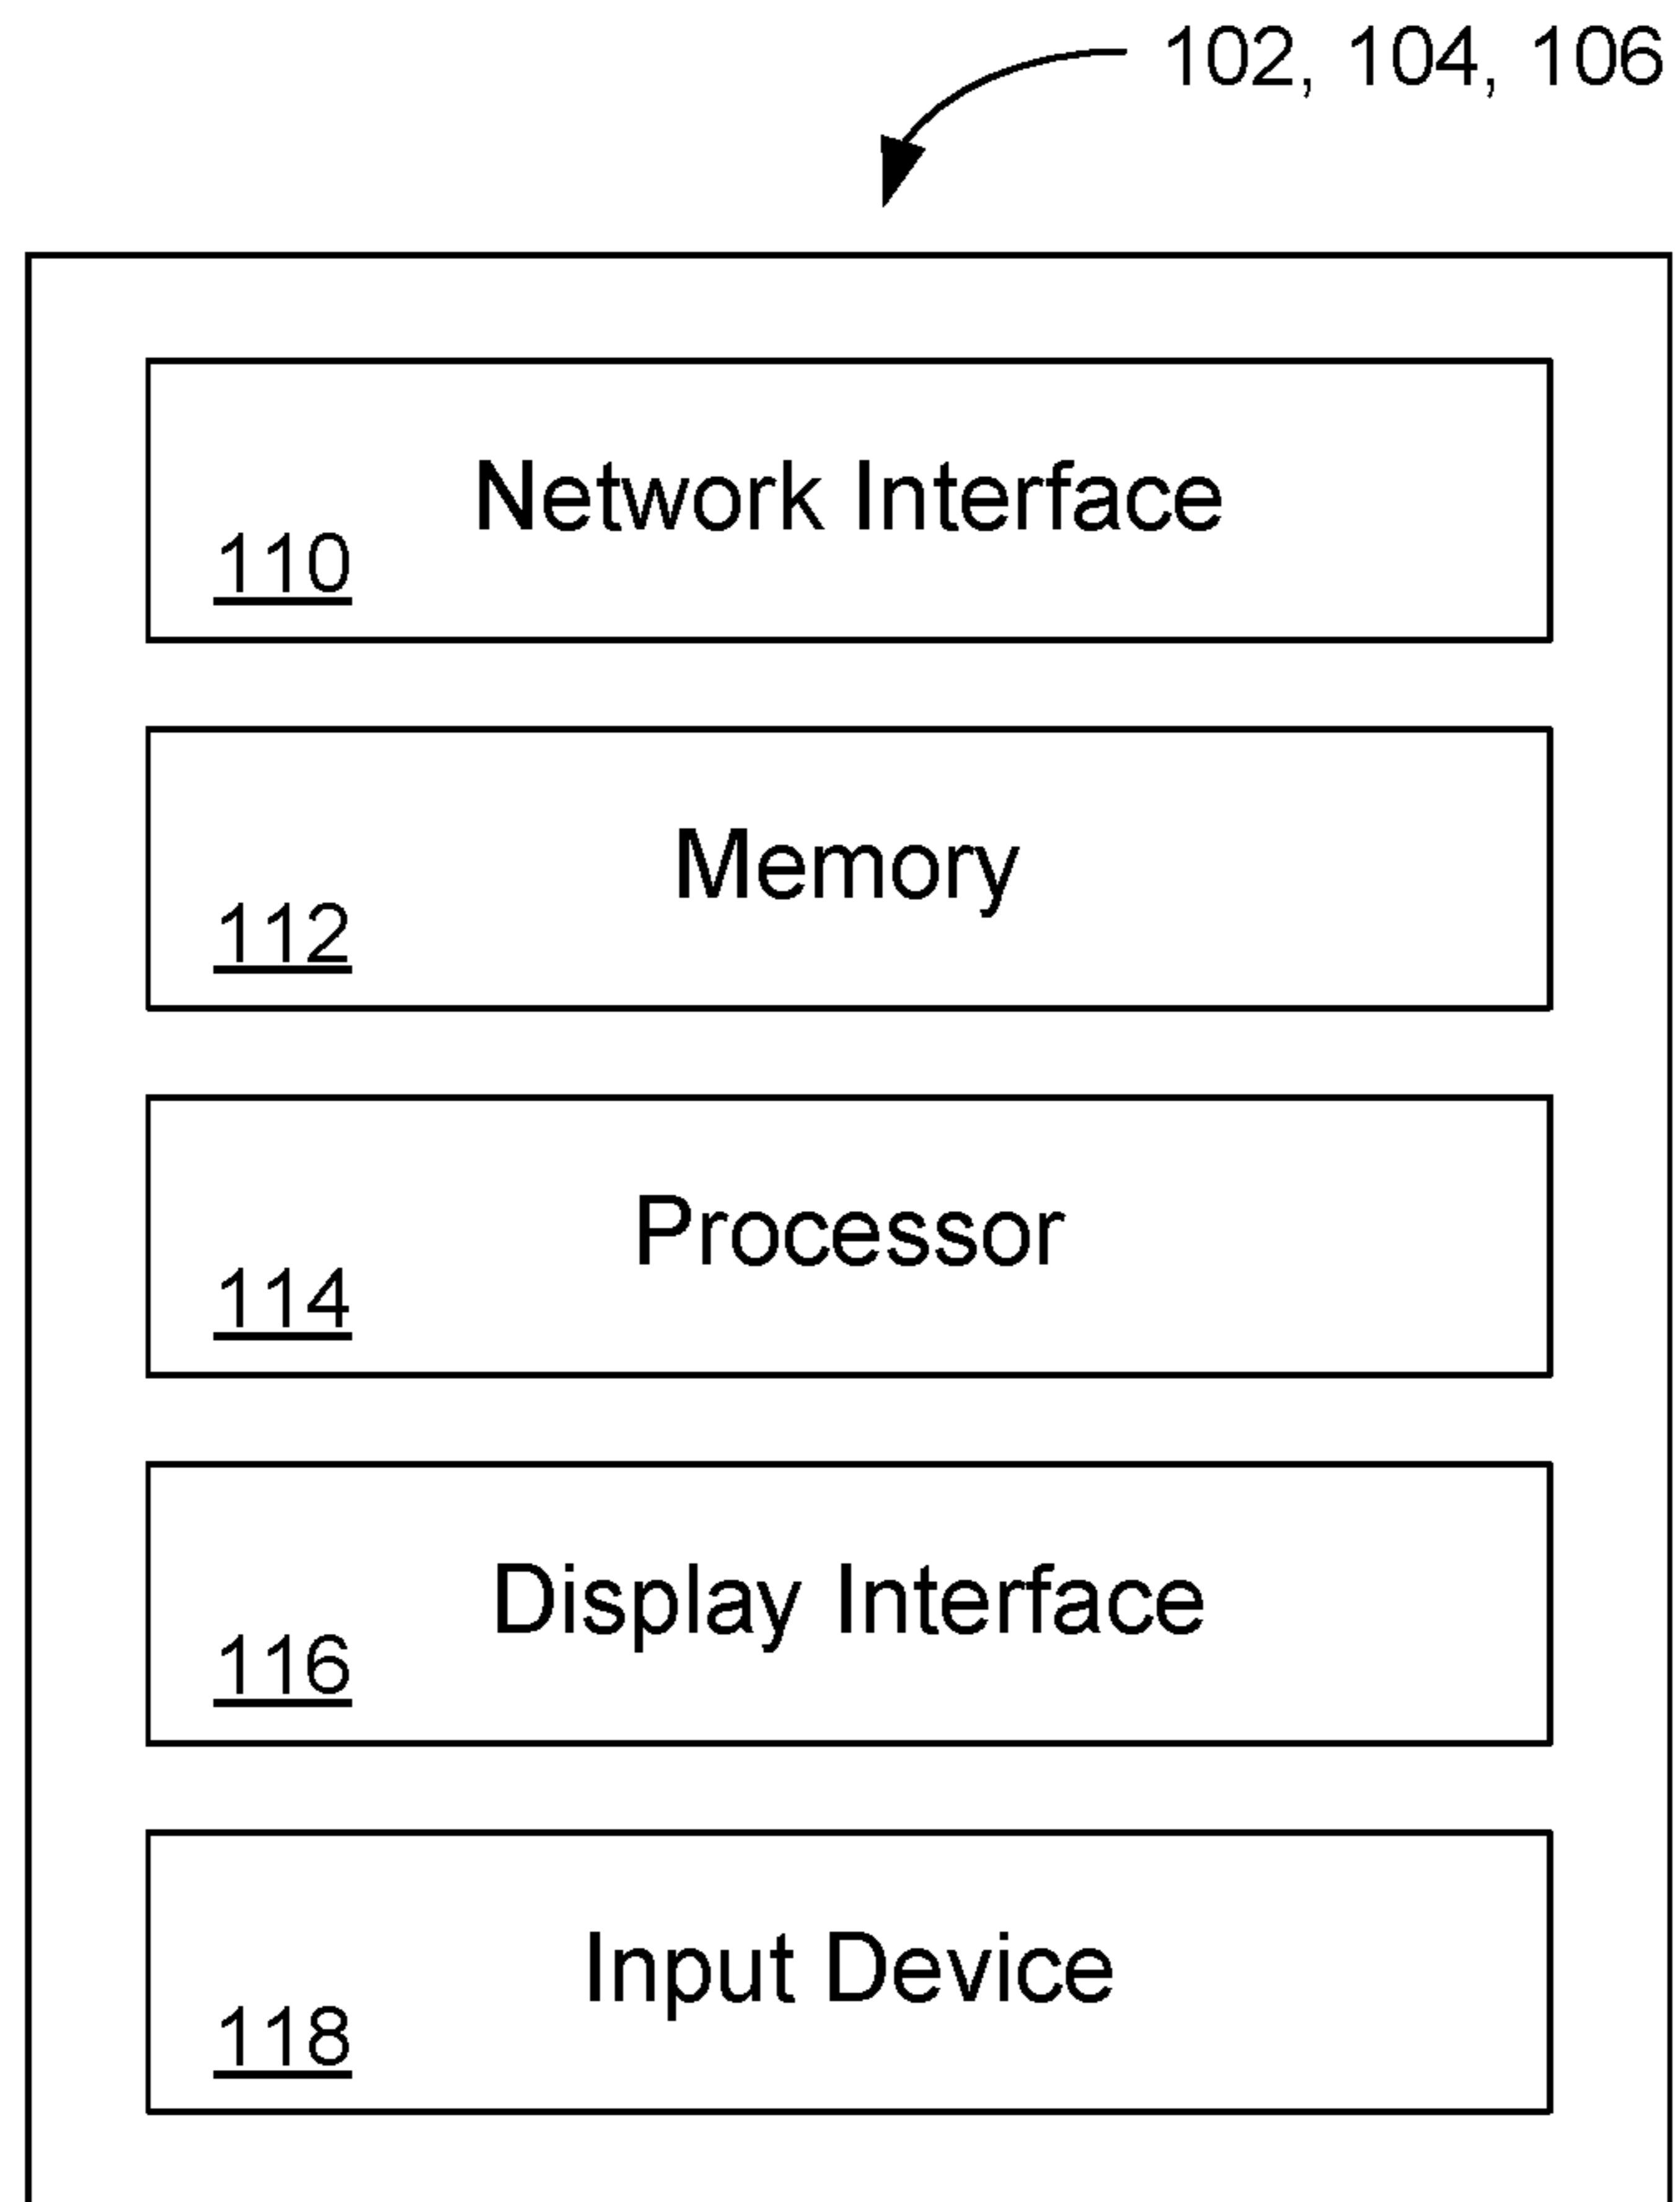 102, 104, 106
Network Interface
110
Memory
112
Processor
114
Display Interface
116
Input Device
118